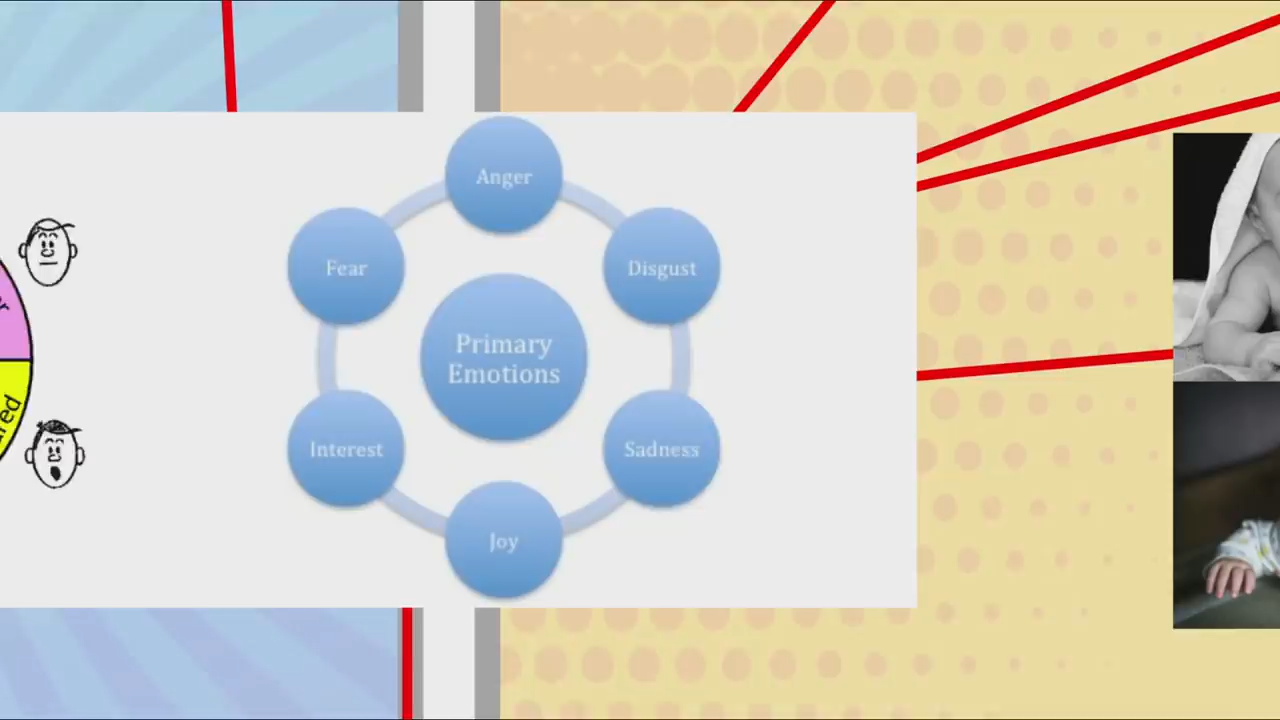 Anger
Fear
Disgust
Primary
Emotions
Interest
Sadness
Joy